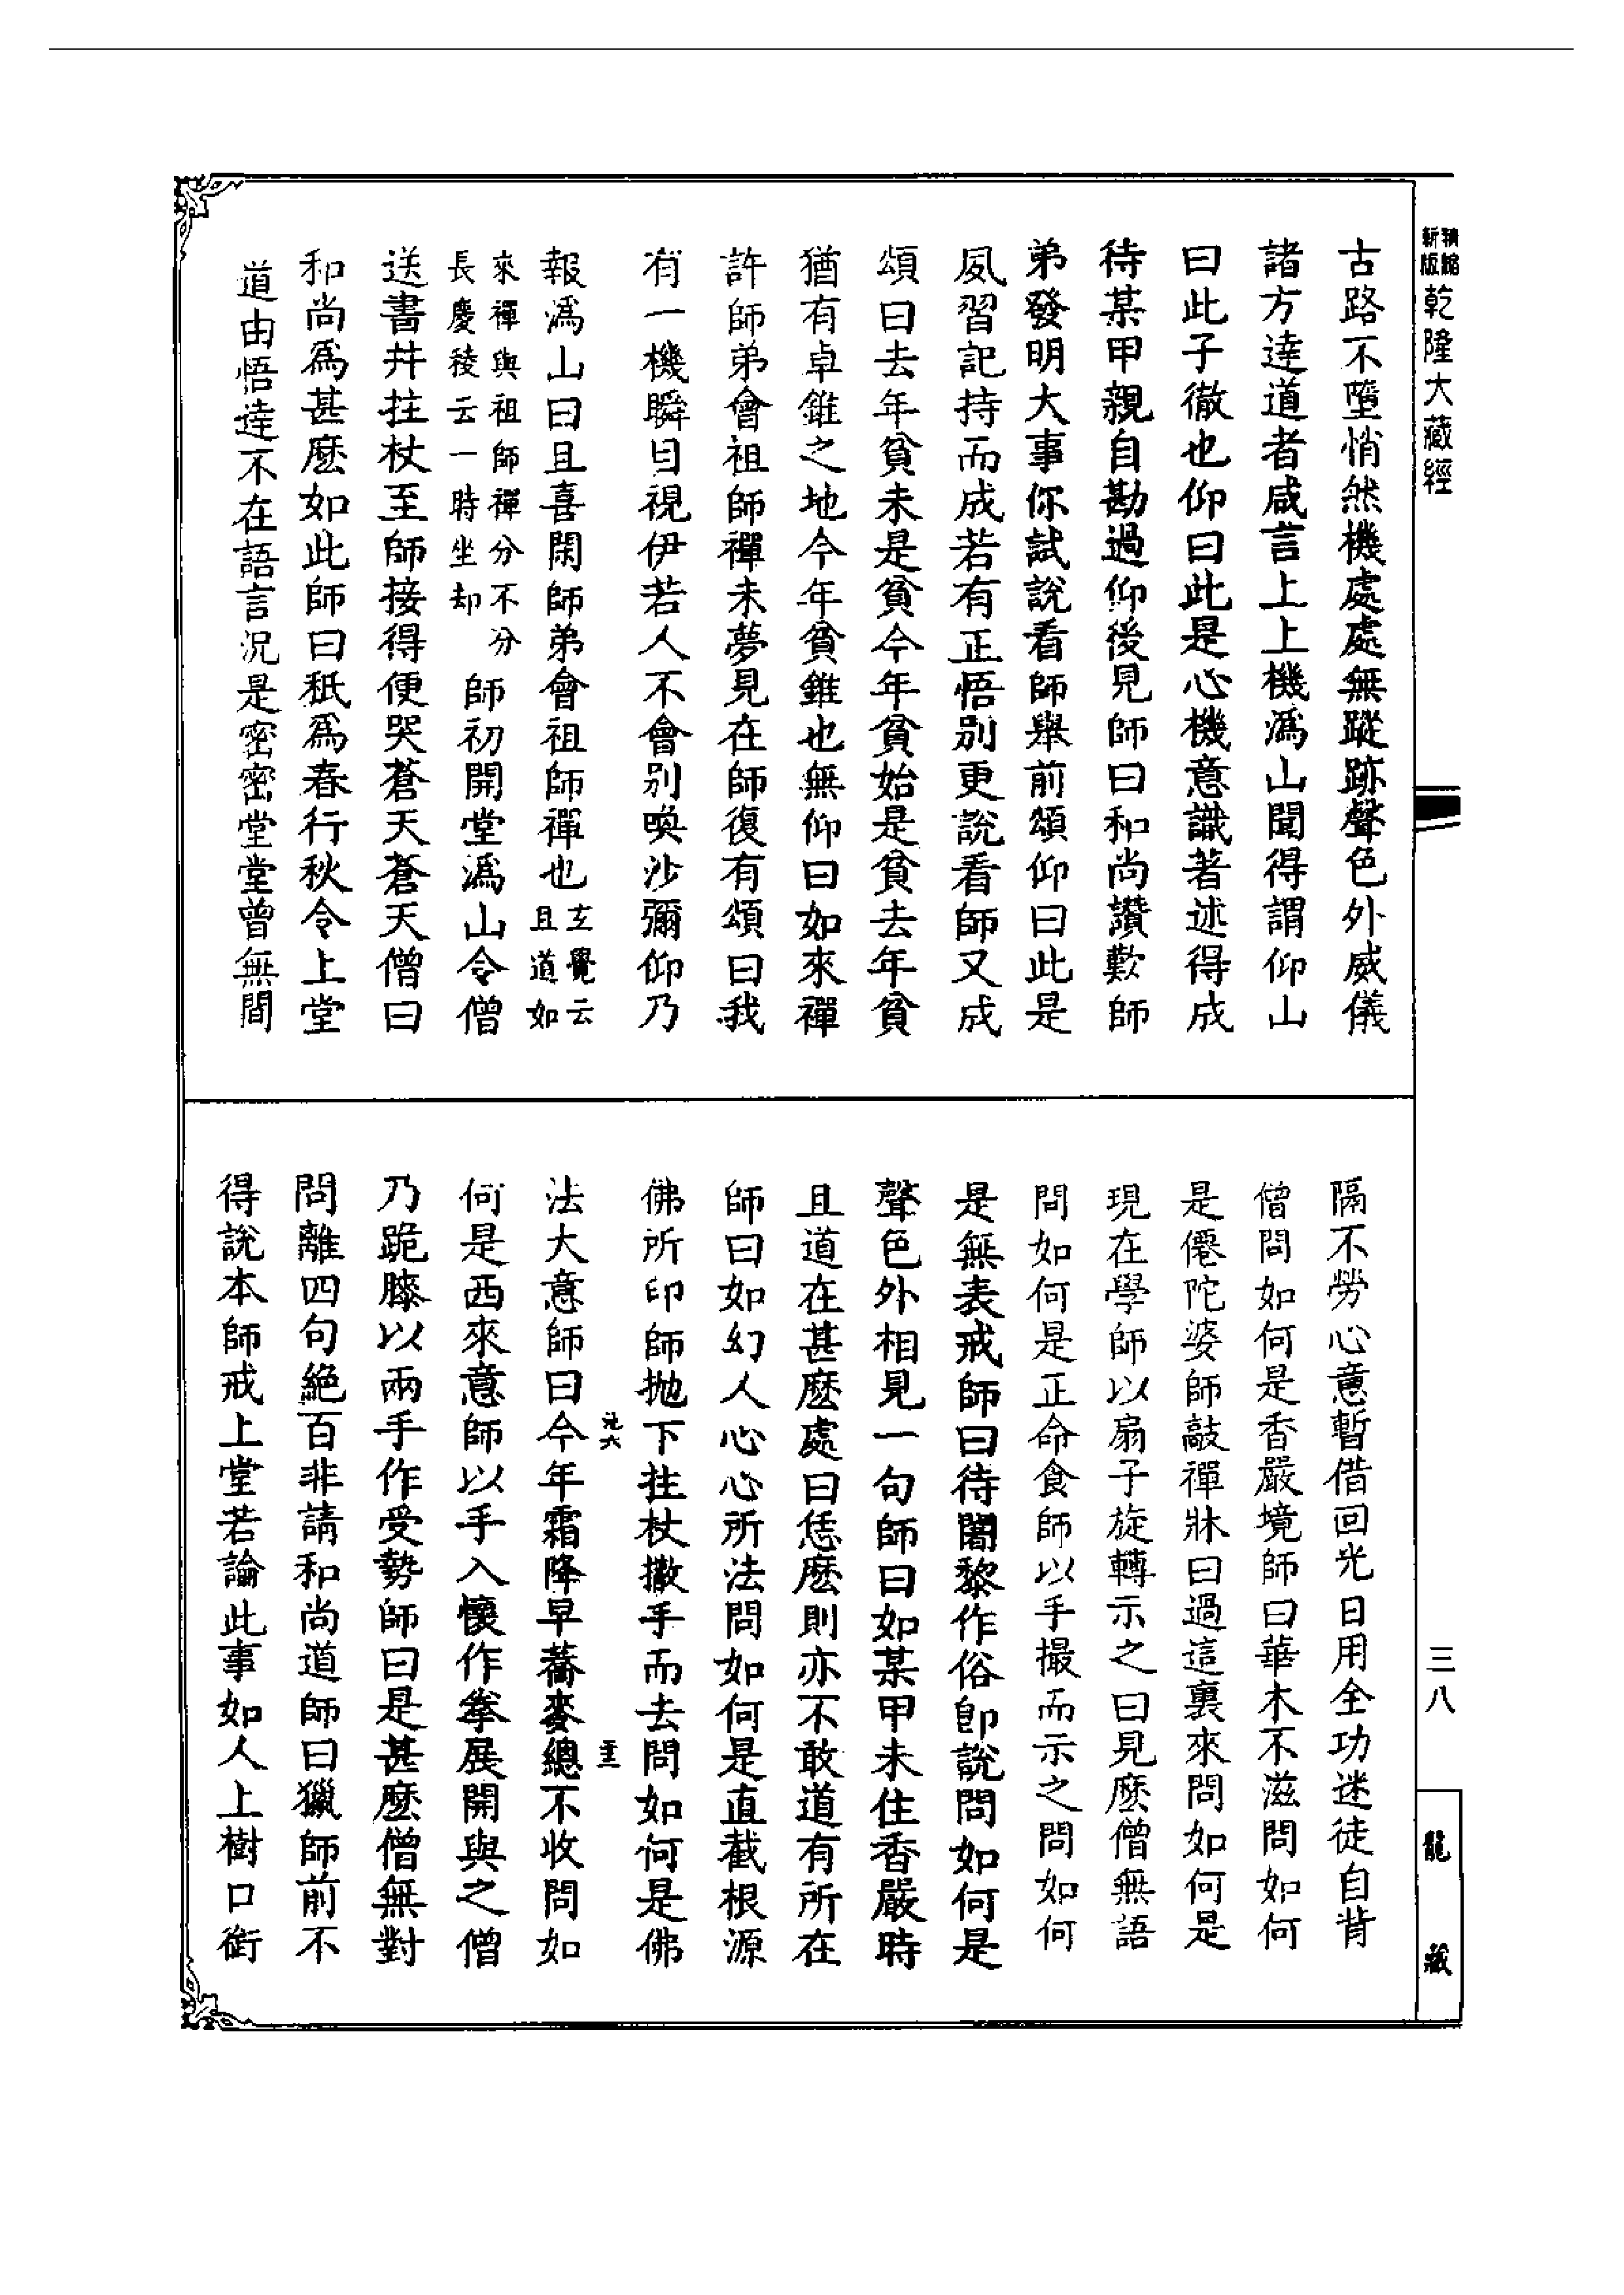 新版精縮乾隆大藏經
古路不墮悄然機處處無蹤跡聲色外威儀
諸方達道者咸言上上機溈山聞得謂仰山
曰此子徹也仰曰此是心機意識著述得成
待某甲親自勘過仰後見師曰和尚讚歎師
弟發明大事你試說看師舉前頌仰曰此是
夙習記持而成若有正悟別更說看師又成
頌曰去年貧未是貧今年貧始是貧去年貧
猶有卓錐之地今年貧錐也無仰曰如來禪
許師弟會祖師禪未夢見在師復有頌曰我
有一機瞬目視伊若人不會別喚沙彌仰乃
報溈山曰且喜閑師弟會祖師禪也玄覺云且道如
來禪與祖師禪分不分長慶稜云一時坐却師初開堂溈山令僧
送書并拄杖至師接得便哭蒼天蒼天僧曰
和尚為甚麼如此師曰秖為春行秋令上堂
道由悟達不在語言況是密密堂堂曾無間
隔不勞心意暫借回光日用全功迷徒自背
僧問如何是香嚴境師曰華木不滋問如何
是僊陀婆師敲禪牀曰過這裏來問如何是
現在學師以扇子旋轉示之曰見麼僧無語
問如何是正命食師以手撮而示之問如何
是無表戒師曰待闍黎作俗即說問如何是
聲色外相見一句師曰如某甲未住香嚴時
且道在甚麼處曰恁麼則亦不敢道有所在
師曰如幻人心心所法問如何是直截根源
佛所印師拋下拄杖撒手而去問如何是佛
法大意師曰今年霜降早蕎麥總不收問如
何是西來意師以手入懷作拳展開與之僧
乃跪膝以兩手作受勢師曰是甚麼僧無對
問離四句絕百非請和尚道師曰獵師前不
得說本師戒上堂若論此事如人上樹口銜
三八
龍藏